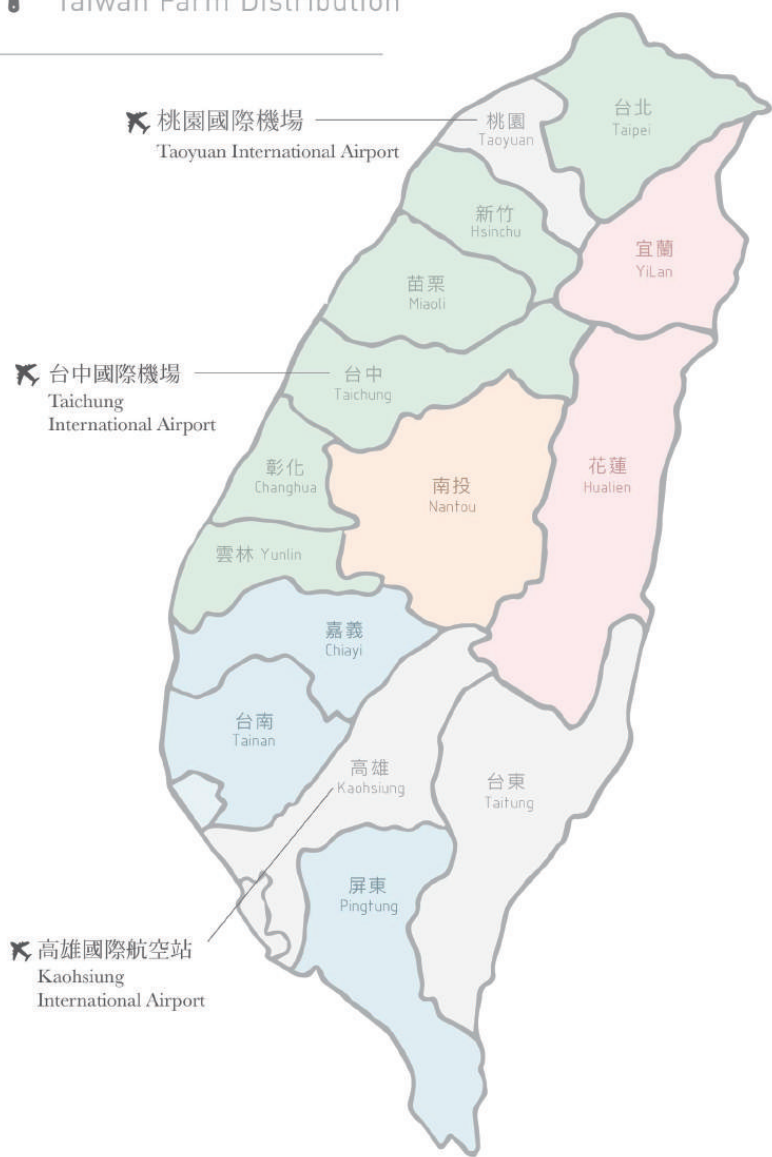 Taiwan Farm Distribution
台北
Taipei
桃園國際機場
Taoyuan International Airport
桃園
Taoyuan
新竹
Hsinchu
宜蘭
YiLan
苗栗
Miaoli
台中國際機場
Taichung
International Airport
台中
Taichung
彰化
Changhua
南投
Nantou
花蓮
Hualien
雲林 Yunlin
嘉義
Chiayi
台南
Tainan
高雄
Kaohsiung
台東
Taitung
屏東
Pingtung
高雄國際航空站
Kaohsiung
International Airport